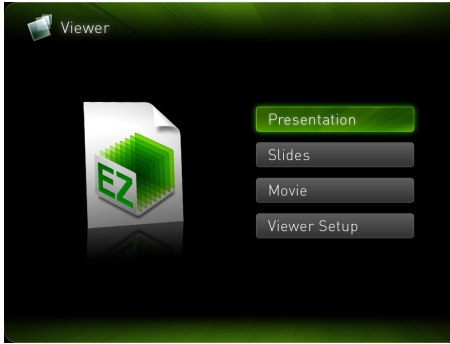 Viewer
Presentation
Slides
EZ
Movie
Viewer Setup